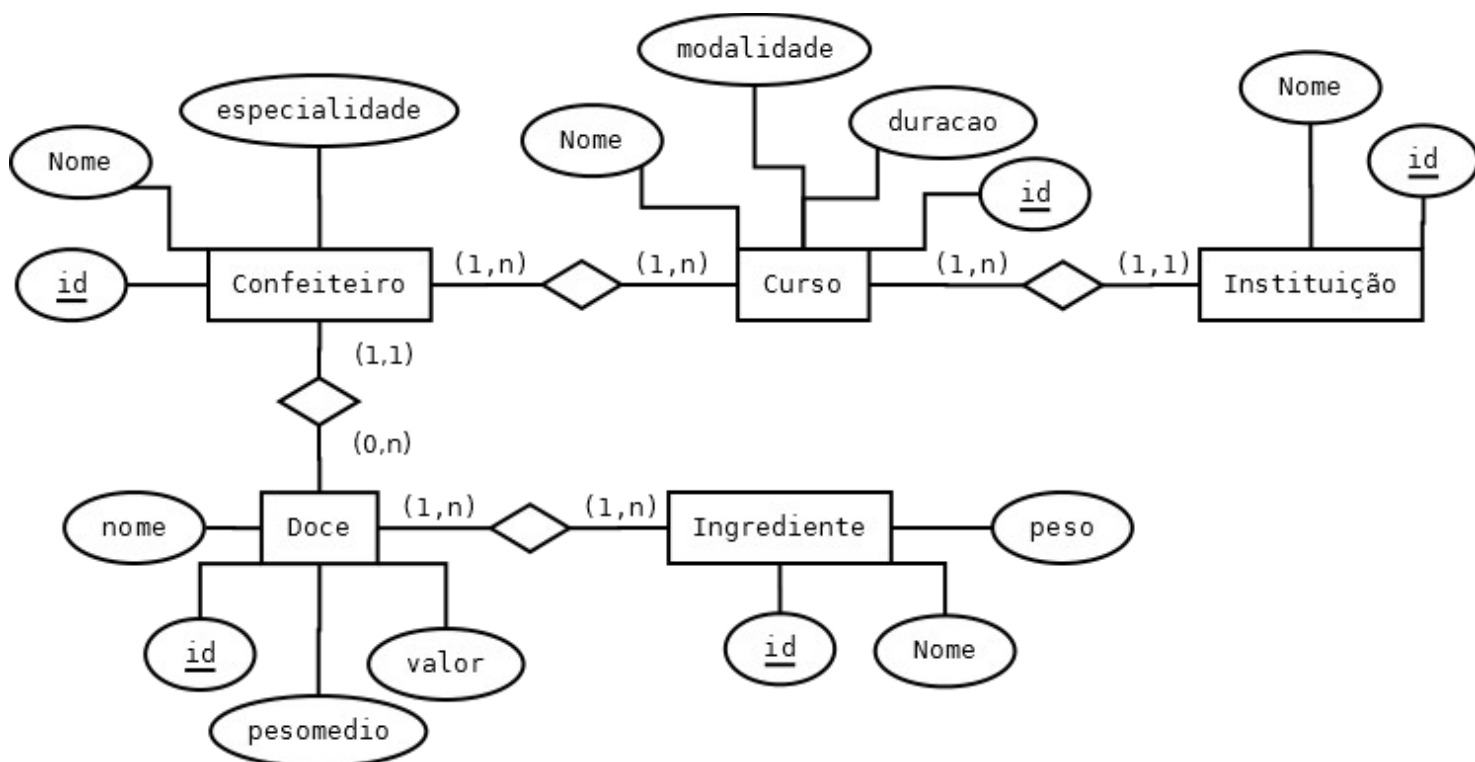 modalidade
Nome
especialidade
duracao
Nome
Nome
id
id
id
Confeiteiro
(1,n)
(1,n)
Curso
(1,n)
(1,1)
Instituição
(1,1)
(0,n)
nome
Doce
(1,n)
(1,n)
Ingrediente
peso
id
valor
id
Nome
pesomedio